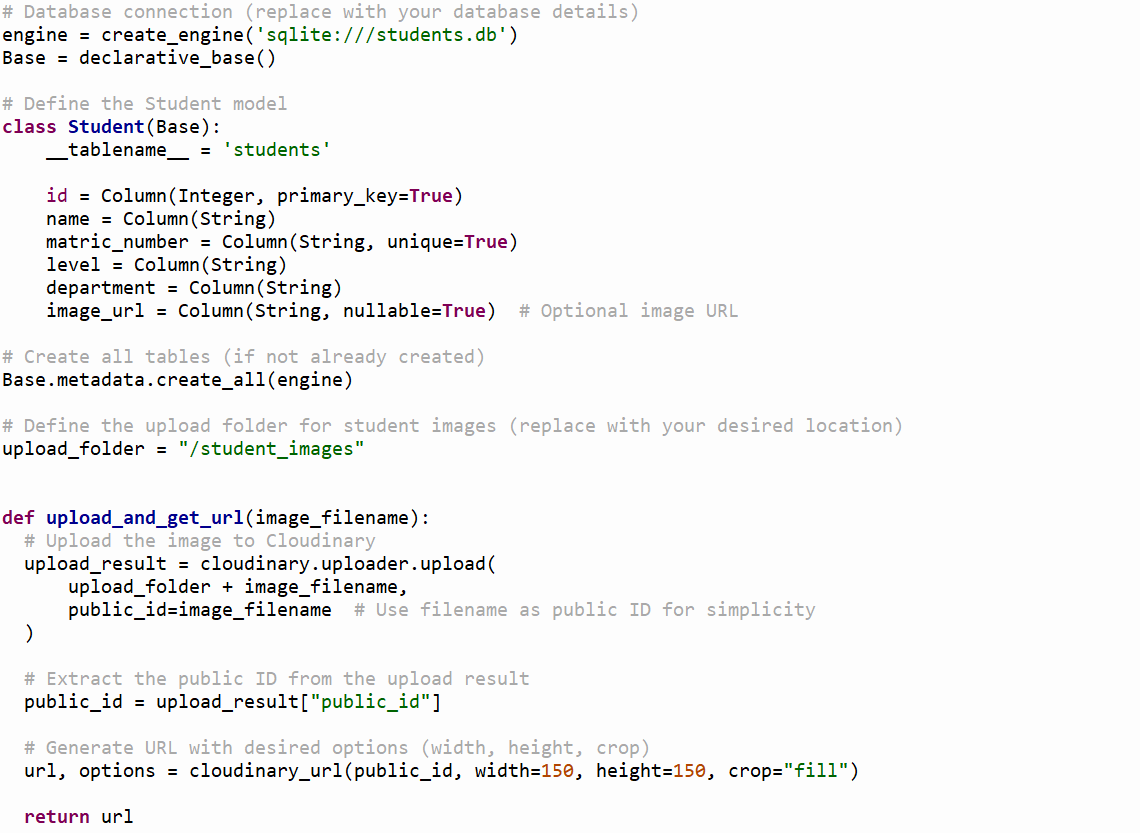 # Database connection (replace with your database details)
engine = create_engine('sqlite:///students.db')
Base = declarative_base()
# Define the Student model
class Student(Base):
    __tablename__ = 'students'
    id = Column(Integer, primary_key=True)
    name = Column(String)
    matric_number = Column(String, unique=True)
    level = Column(String)
    department = Column(String)
    image_url = Column(String, nullable=True)  # Optional image URL
# Create all tables (if not already created)
Base.metadata.create_all(engine)
# Define the upload folder for student images (replace with your desired location)
upload_folder = "/student_images"
def upload_and_get_url(image_filename):
  # Upload the image to Cloudinary
  upload_result = cloudinary.uploader.upload(
      upload_folder + image_filename,
      public_id=image_filename  # Use filename as public ID for simplicity
  )
  # Extract the public ID from the upload result
  public_id = upload_result["public_id"]
  # Generate URL with desired options (width, height, crop)
  url, options = cloudinary_url(public_id, width=150, height=150, crop="fill")
  return url